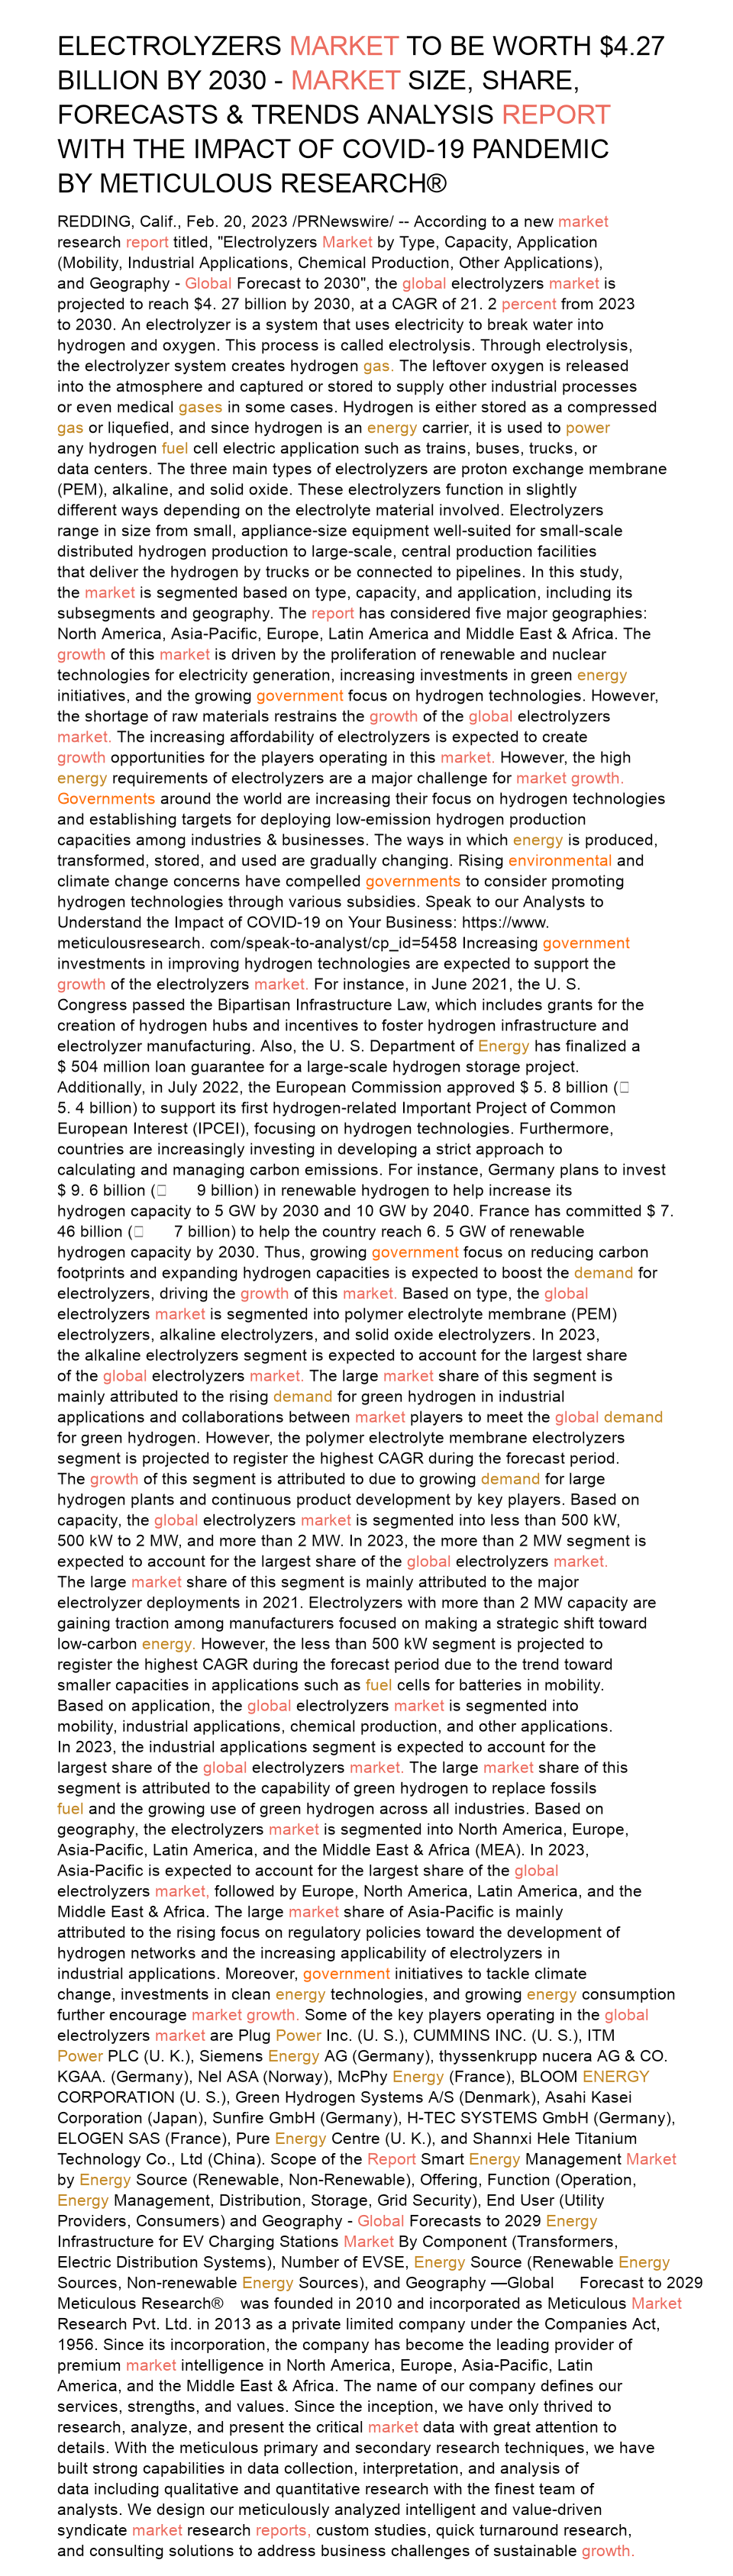 ELECTROLYZERS MARKET TO BE WORTH $4.27
BILLION BY 2030 - MARKET SIZE, SHARE,
FORECASTS & TRENDS ANALYSIS REPORT
WITH THE IMPACT OF COVID-19 PANDEMIC
BY METICULOUS RESEARCH®
REDDING, Calif., Feb. 20, 2023 /PRNewswire/ -- According to a new market
research report titled, "Electrolyzers Market by Type, Capacity, Application
(Mobility, Industrial Applications, Chemical Production, Other Applications),
and Geography - Global Forecast to 2030", the global electrolyzers market is
projected to reach $4. 27 billion by 2030, at a CAGR of 21. 2 percent from 2023
to 2030. An electrolyzer is a system that uses electricity to break water into
hydrogen and oxygen. This process is called electrolysis. Through electrolysis,
the electrolyzer system creates hydrogen gas. The leftover oxygen is released
into the atmosphere and captured or stored to supply other industrial processes
or even medical gases in some cases. Hydrogen is either stored as a compressed
gas or liquefied, and since hydrogen is an energy carrier, it is used to power
any hydrogen fuel cell electric application such as trains, buses, trucks, or
data centers. The three main types of electrolyzers are proton exchange membrane
(PEM), alkaline, and solid oxide. These electrolyzers function in slightly
different ways depending on the electrolyte material involved. Electrolyzers
range in size from small, appliance-size equipment well-suited for small-scale
distributed hydrogen production to large-scale, central production facilities
that deliver the hydrogen by trucks or be connected to pipelines. In this study,
the market is segmented based on type, capacity, and application, including its
subsegments and geography. The report has considered five major geographies:
North America, Asia-Pacific, Europe, Latin America and Middle East & Africa. The
growth of this market is driven by the proliferation of renewable and nuclear
technologies for electricity generation, increasing investments in green energy
initiatives, and the growing government focus on hydrogen technologies. However,
the shortage of raw materials restrains the growth of the global electrolyzers
market. The increasing affordability of electrolyzers is expected to create
growth opportunities for the players operating in this market. However, the high
energy requirements of electrolyzers are a major challenge for market growth.
Governments around the world are increasing their focus on hydrogen technologies
and establishing targets for deploying low-emission hydrogen production
capacities among industries & businesses. The ways in which energy is produced,
transformed, stored, and used are gradually changing. Rising environmental and
climate change concerns have compelled governments to consider promoting
hydrogen technologies through various subsidies. Speak to our Analysts to
Understand the Impact of COVID-19 on Your Business: https://www.
meticulousresearch. com/speak-to-analyst/cp_id=5458 Increasing government
investments in improving hydrogen technologies are expected to support the
growth of the electrolyzers market. For instance, in June 2021, the U. S.
Congress passed the Bipartisan Infrastructure Law, which includes grants for the
creation of hydrogen hubs and incentives to foster hydrogen infrastructure and
electrolyzer manufacturing. Also, the U. S. Department of Energy has finalized a
$ 504 million loan guarantee for a large-scale hydrogen storage project.
Additionally, in July 2022, the European Commission approved $ 5. 8 billion (□
5. 4 billion) to support its first hydrogen-related Important Project of Common
European Interest (IPCEI), focusing on hydrogen technologies. Furthermore,
countries are increasingly investing in developing a strict approach to
calculating and managing carbon emissions. For instance, Germany plans to invest
$ 9. 6 billion (□ 9 billion) in renewable hydrogen to help increase its
hydrogen capacity to 5 GW by 2030 and 10 GW by 2040. France has committed $ 7.
46 billion (□ 7 billion) to help the country reach 6. 5 GW of renewable
hydrogen capacity by 2030. Thus, growing government focus on reducing carbon
footprints and expanding hydrogen capacities is expected to boost the demand for
electrolyzers, driving the growth of this market. Based on type, the global
electrolyzers market is segmented into polymer electrolyte membrane (PEM)
electrolyzers, alkaline electrolyzers, and solid oxide electrolyzers. In 2023,
the alkaline electrolyzers segment is expected to account for the largest share
of the global electrolyzers market. The large market share of this segment is
mainly attributed to the rising demand for green hydrogen in industrial
applications and collaborations between market players to meet the global demand
for green hydrogen. However, the polymer electrolyte membrane electrolyzers
segment is projected to register the highest CAGR during the forecast period.
The growth of this segment is attributed to due to growing demand for large
hydrogen plants and continuous product development by key players. Based on
capacity, the global electrolyzers market is segmented into less than 500 kW,
500 kW to 2 MW, and more than 2 MW. In 2023, the more than 2 MW segment is
expected to account for the largest share of the global electrolyzers market.
The large market share of this segment is mainly attributed to the major
electrolyzer deployments in 2021. Electrolyzers with more than 2 MW capacity are
gaining traction among manufacturers focused on making a strategic shift toward
low-carbon energy. However, the less than 500 kW segment is projected to
register the highest CAGR during the forecast period due to the trend toward
smaller capacities in applications such as fuel cells for batteries in mobility.
Based on application, the global electrolyzers market is segmented into
mobility, industrial applications, chemical production, and other applications.
In 2023, the industrial applications segment is expected to account for the
largest share of the global electrolyzers market. The large market share of this
segment is attributed to the capability of green hydrogen to replace fossils
fuel and the growing use of green hydrogen across all industries. Based on
geography, the electrolyzers market is segmented into North America, Europe,
Asia-Pacific, Latin America, and the Middle East & Africa (MEA). In 2023,
Asia-Pacific is expected to account for the largest share of the global
electrolyzers market, followed by Europe, North America, Latin America, and the
Middle East & Africa. The large market share of Asia-Pacific is mainly
attributed to the rising focus on regulatory policies toward the development of
hydrogen networks and the increasing applicability of electrolyzers in
industrial applications. Moreover, government initiatives to tackle climate
change, investments in clean energy technologies, and growing energy consumption
further encourage market growth. Some of the key players operating in the global
electrolyzers market are Plug Power Inc. (U. S.), CUMMINS INC. (U. S.), ITM
Power PLC (U. K.), Siemens Energy AG (Germany), thyssenkrupp nucera AG & CO.
KGAA. (Germany), Nel ASA (Norway), McPhy Energy (France), BLOOM ENERGY
CORPORATION (U. S.), Green Hydrogen Systems A/S (Denmark), Asahi Kasei
Corporation (Japan), Sunfire GmbH (Germany), H-TEC SYSTEMS GmbH (Germany),
ELOGEN SAS (France), Pure Energy Centre (U. K.), and Shannxi Hele Titanium
Technology Co., Ltd (China). Scope of the Report Smart Energy Management Market
by Energy Source (Renewable, Non-Renewable), Offering, Function (Operation,
Energy Management, Distribution, Storage, Grid Security), End User (Utility
Providers, Consumers) and Geography - Global Forecasts to 2029 Energy
Infrastructure for EV Charging Stations Market By Component (Transformers,
Electric Distribution Systems), Number of EVSE, Energy Source (Renewable Energy
Sources, Non-renewable Energy Sources), and Geography —Global Forecast to 2029
Meticulous Research® was founded in 2010 and incorporated as Meticulous Market
Research Pvt. Ltd. in 2013 as a private limited company under the Companies Act,
1956. Since its incorporation, the company has become the leading provider of
premium market intelligence in North America, Europe, Asia-Pacific, Latin
America, and the Middle East & Africa. The name of our company defines our
services, strengths, and values. Since the inception, we have only thrived to
research, analyze, and present the critical market data with great attention to
details. With the meticulous primary and secondary research techniques, we have
built strong capabilities in data collection, interpretation, and analysis of
data including qualitative and quantitative research with the finest team of
analysts. We design our meticulously analyzed intelligent and value-driven
syndicate market research reports, custom studies, quick turnaround research,
and consulting solutions to address business challenges of sustainable growth.